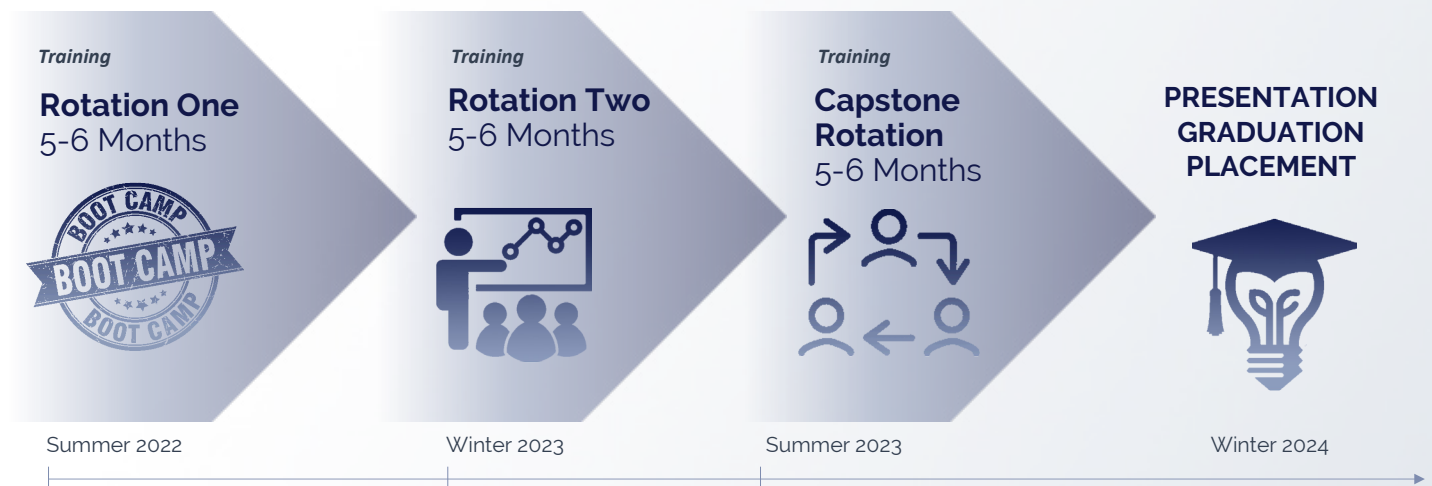 Training
Rotation One
5-6 Months
BOOT CAMP
BOOT CAMP
BOOT CAMP
Training
Rotation Two
5-6 Months
Training
Capstone
Rotation
5-6 Months
PRESENTATION
GRADUATION
PLACEMENT
Summer 2022
Winter 2023
Summer 2023
Winter 2024